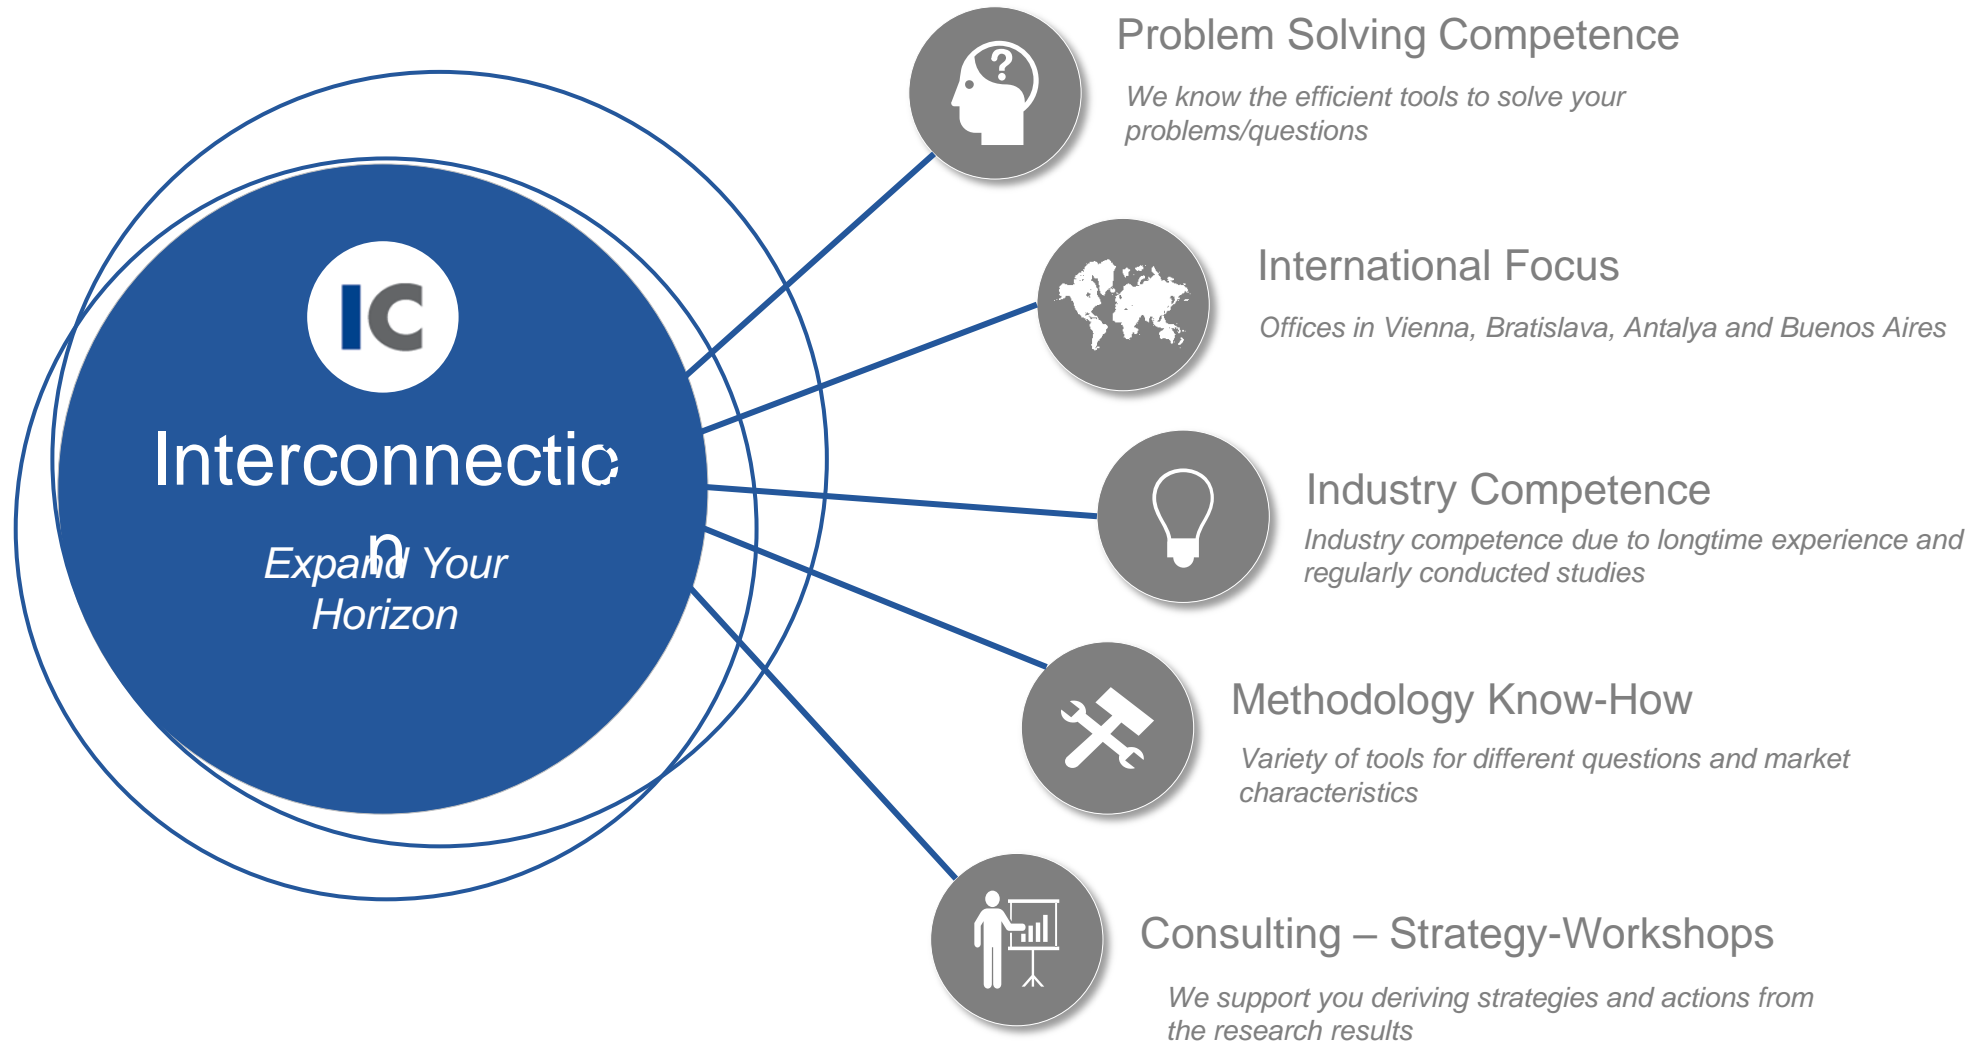 IC
Interconnectio
n
Expand Your
Horizon
?
Problem Solving Competence
We know the efficient tools to solve your
problems/questions
International Focus
Offices in Vienna, Bratislava, Antalya and Buenos Aires
Industry Competence
Industry competence due to longtime experience and
regularly conducted studies
Methodology Know-How
Variety of tools for different questions and market
characteristics
Consulting – Strategy-Workshops
We support you deriving strategies and actions from
the research results